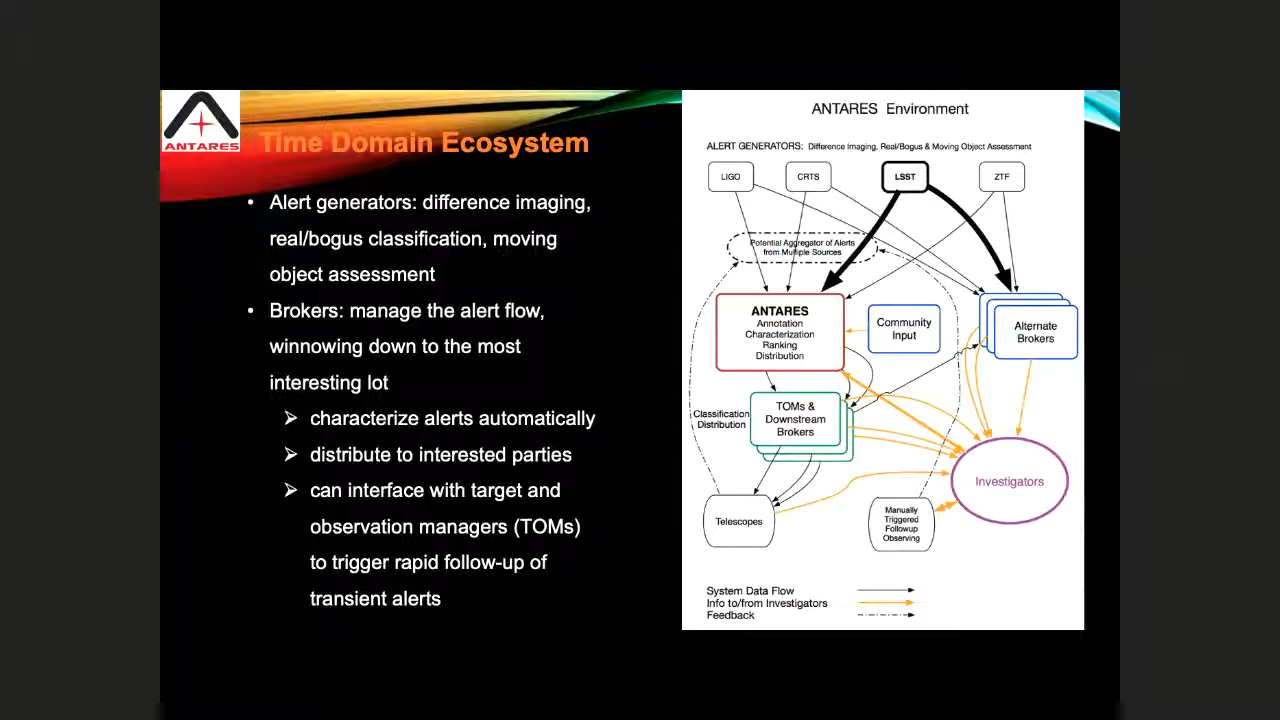 ANTARES
Time Domain Ecosystem
• Alert generators: difference imaging,
real/bogus classification, moving
object assessment
• Brokers: manage the alert flow,
winnowing down to the most
interesting lot
➢ characterize alerts automatically
➢ distribute to interested parties
➢ can interface with target and
observation managers (TOMs)
to trigger rapid follow-up of
transient alerts
ANTARES Environment
ALERT GENERATORS: Difference Imaging, Real/Bogus & Moving Object Assessment
LIGO
CRTS
LSST
ZTF
Potential Aggregator of Alerts
from Multiple Sources
ANTARES
Annotation
Characterization
Ranking
Distribution
Community
Input
Alternate
Brokers
Classification
Distribution
TOMs &
Downstream
Brokers
Investigators
Telescopes
Manually
Triggered
Followup
Observing
System Data Flow
Info to/from Investigators
Feedback